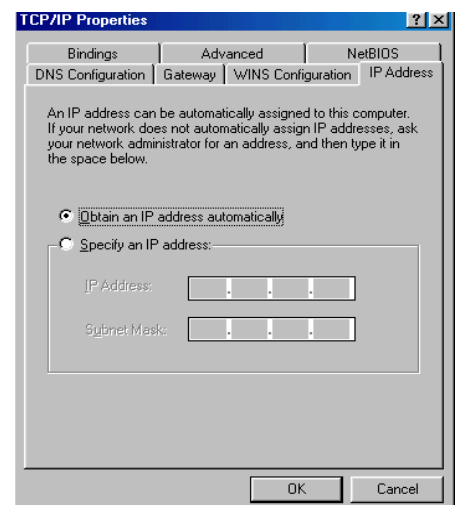 TCP/IP Properties
Bindings Advanced NetBIOS
DNS Configuration Gateway WINS Configuration IP Address
An IP address can be automatically assigned to this computer.
If your network does not automatically assign IP addresses, ask
your network administrator for an address, and then type it in
the space below.
Obtain an IP address automatically
Specify an IP address:
IP Address:
Subnet Mask:
OK Cancel